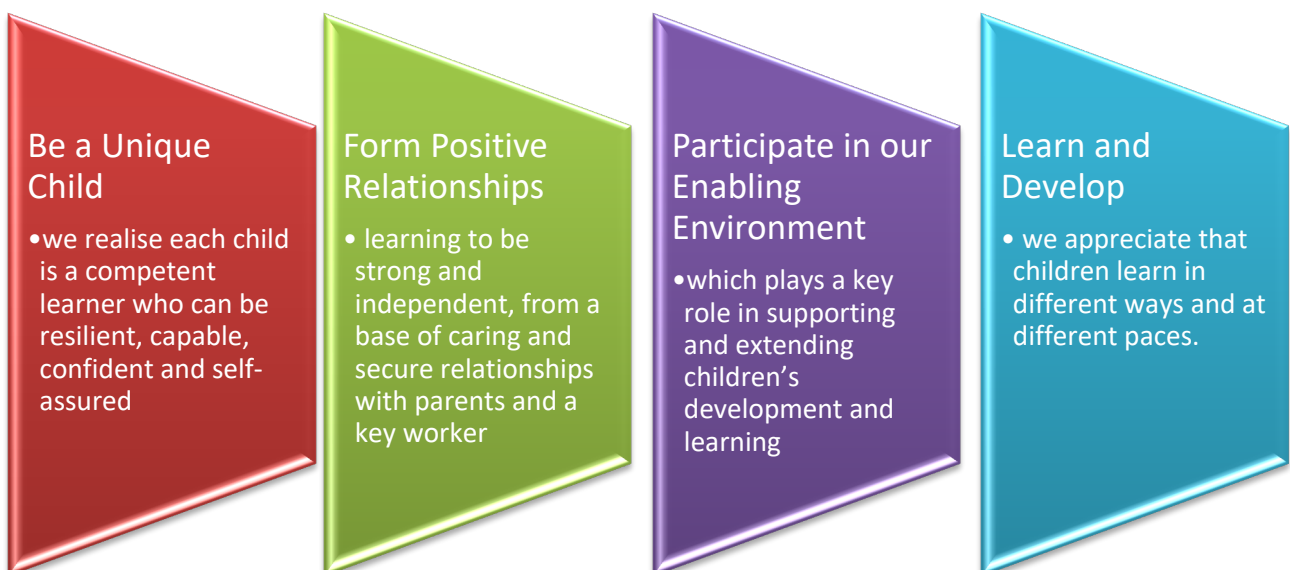 Be a Unique
Child
•we realise each child
is a competent
learner who can be
resilient, capable,
confident and self-
assured
Form Positive
Relationships
• learning to be
strong and
independent, from a
base of caring and
secure relationships
with parents and a
key worker
Participate in our
Enabling
Environment
•which plays a key
role in supporting
and extending
children’s
development and
learning
Learn and
Develop
• we appreciate that
children learn in
different ways and at
different paces.